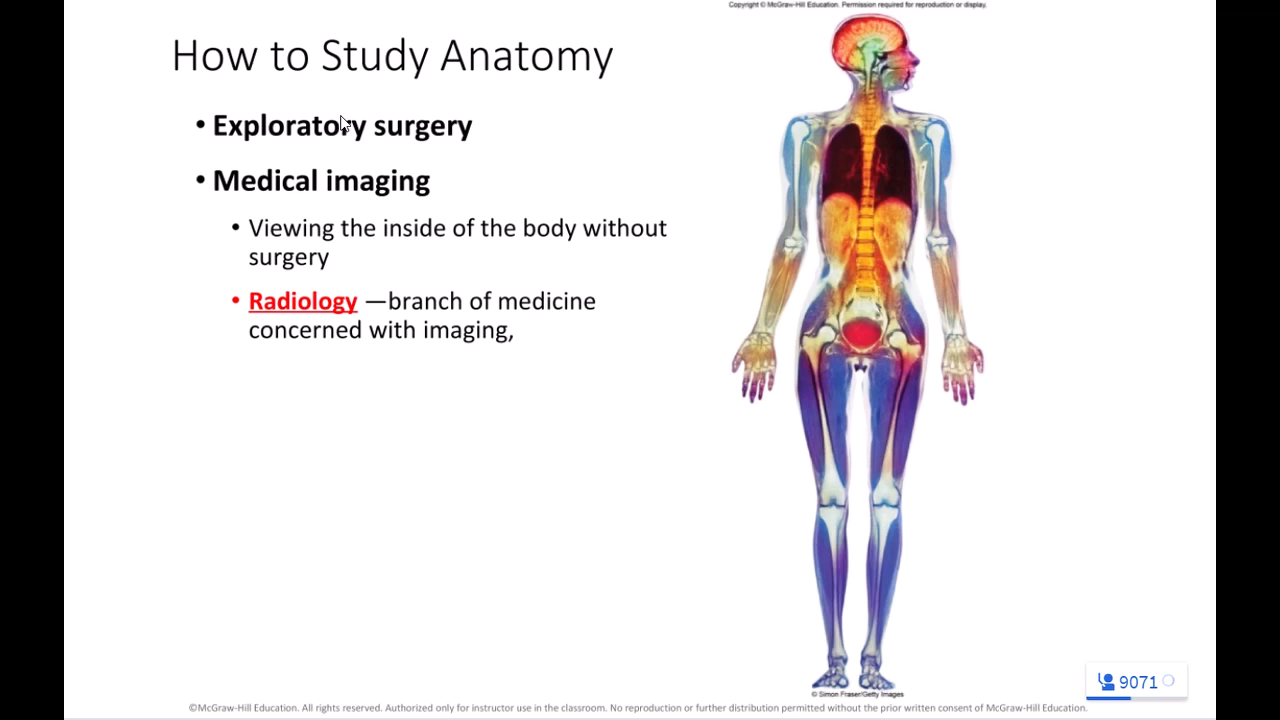 Copyright © McGraw-Hill Education. Permission required for reproduction or display.
How to Study Anatomy
• Exploratory surgery
• Medical imaging
• Viewing the inside of the body without
surgery
• Radiology —branch of medicine
concerned with imaging,
9071
© Simon Fraser/Getty Images
©McGraw-Hill Education. All rights reserved. Authorized only for instructor use in the classroom. No reproduction or further distribution permitted without the prior written consent of McGraw-Hill Education.